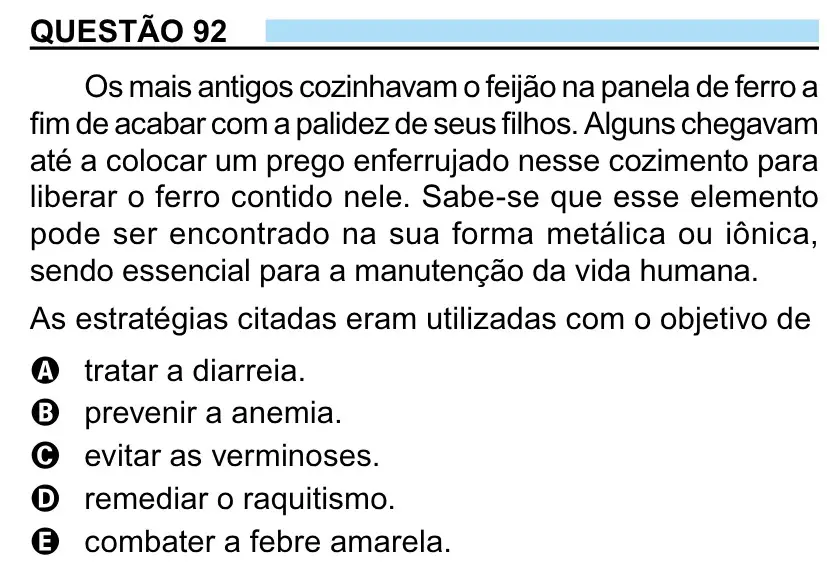 QUESTÃO 92
Os mais antigos cozinhavam o feijão na panela de ferro a
fim de acabar com a palidez de seus filhos. Alguns chegavam
até a colocar um prego enferrujado nesse cozimento para
liberar o ferro contido nele. Sabe-se que esse elemento
pode ser encontrado na sua forma metálica ou iônica,
sendo essencial para a manutenção da vida humana.
As estratégias citadas eram utilizadas com o objetivo de
A tratar a diarreia.
B prevenir a anemia.
C evitar as verminoses.
D remediar o raquitismo.
E combater a febre amarela.